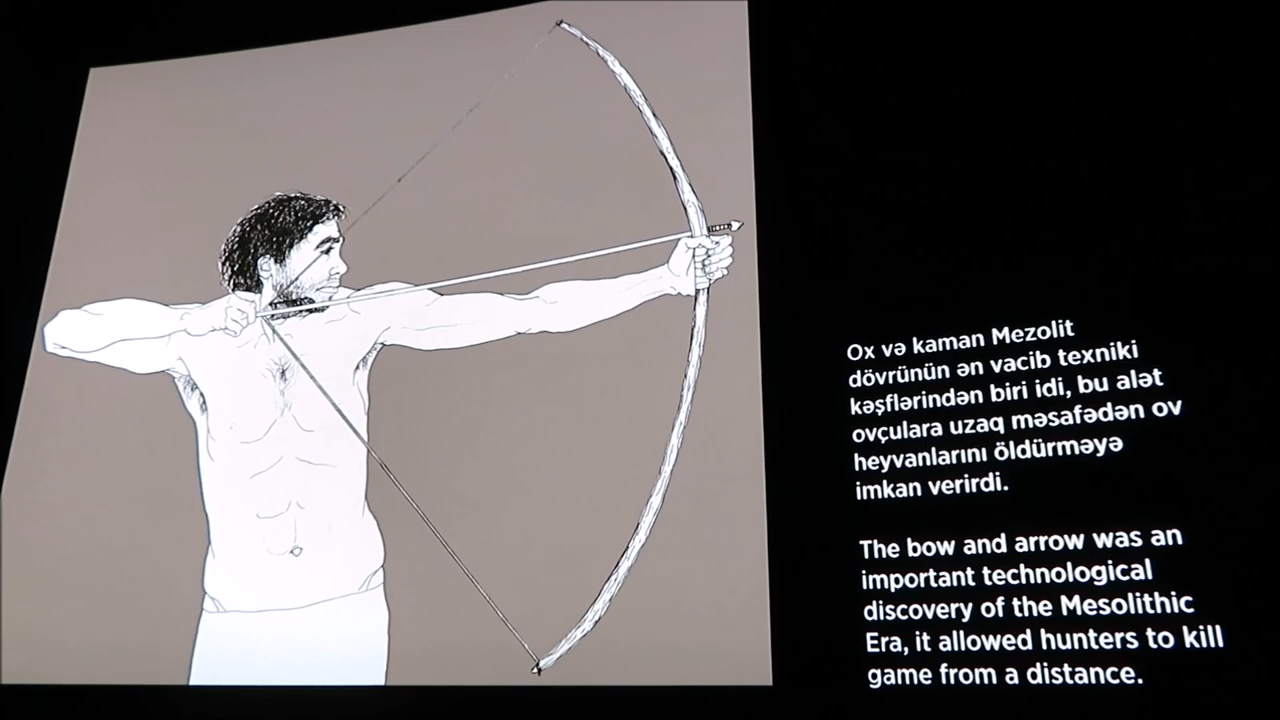 Ox və kaman Mezolit
dövrünün ən vacib texniki
kəşflərindən biri idi, bu alət
ovçulara uzaq məsafədən ov
heyvanlarını öldürməyə
imkan verirdi.
The bow and arrow was an
important technological
discovery of the Mesolithic
Era, it allowed hunters to kill
game from a distance.